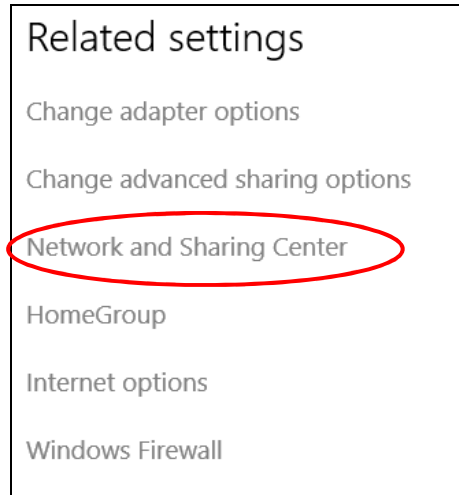 Related settings
Change adapter options
Change advanced sharing options
Network and Sharing Center
HomeGroup
Internet options
Windows Firewall